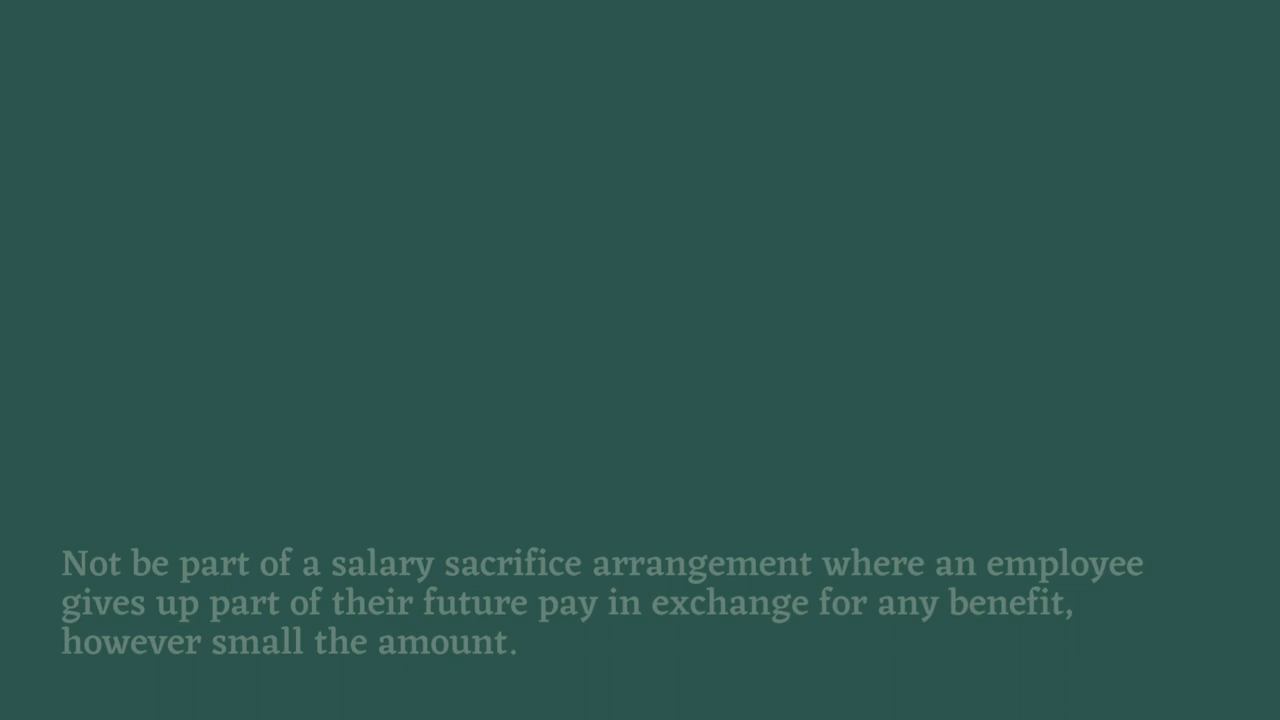 Not be part of a salary sacrifice arrangement where an employee
gives up part of their future pay in exchange for any benefit,
however small the amount.